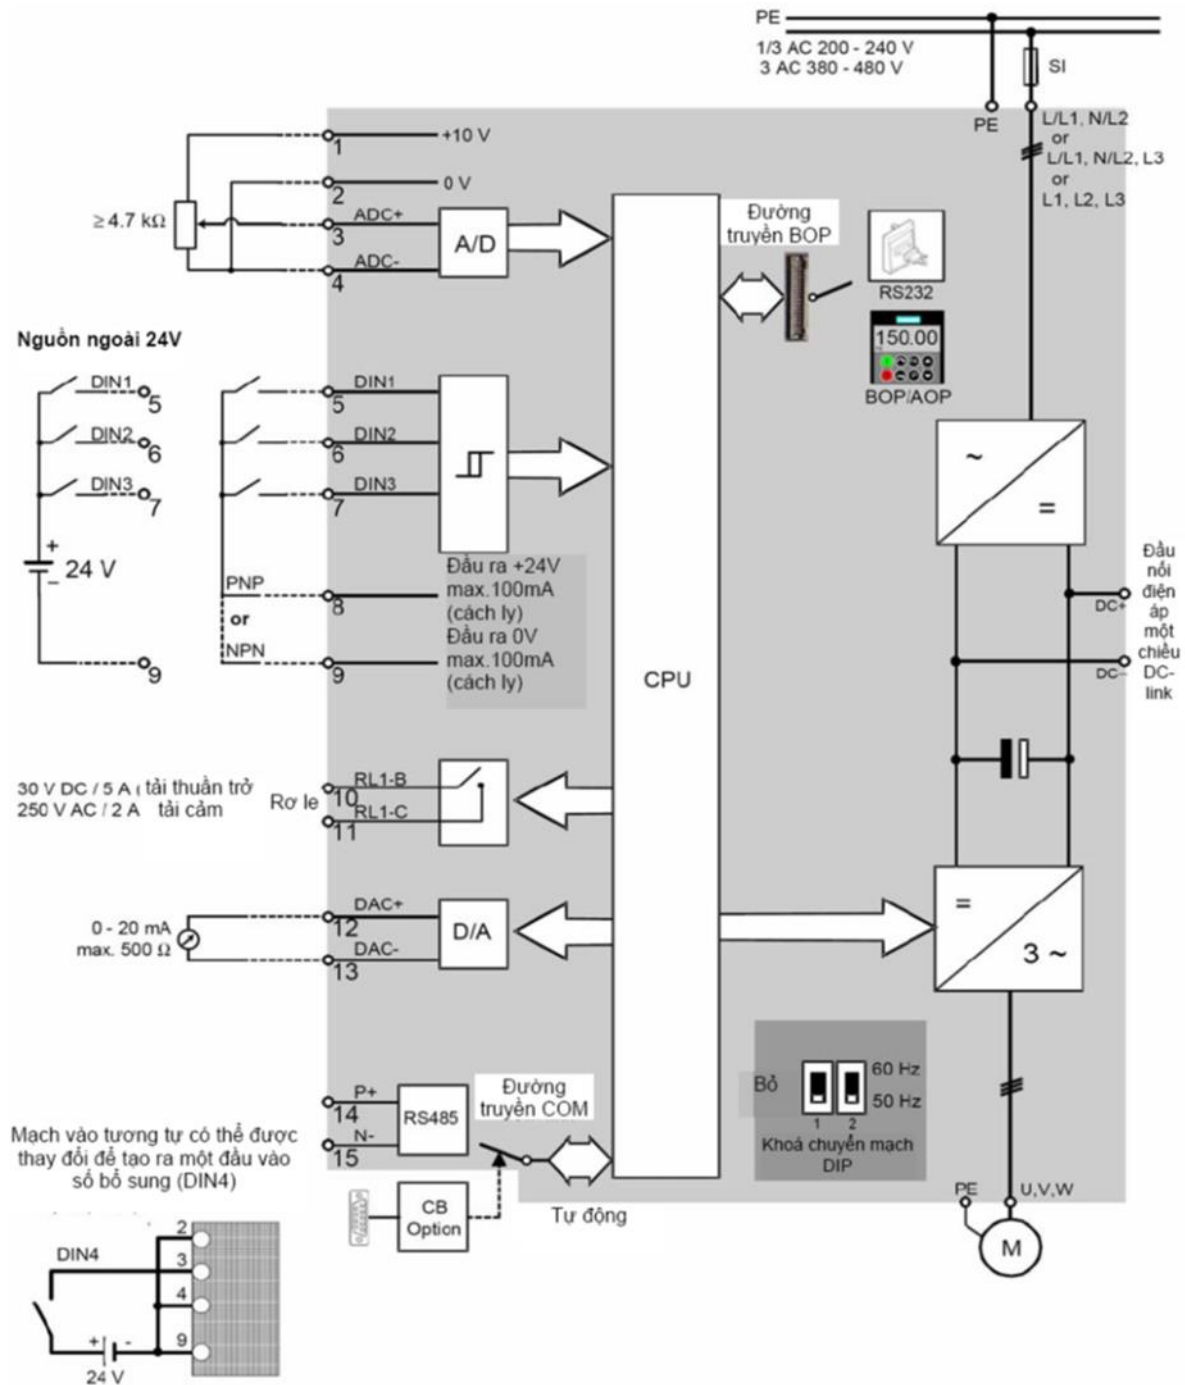 PE
1/3 AC 200 - 240 V
3 AC 380 - 480 V
SI
PE
L/L1, N/L2
or
L/L1, N/L2, L3
or
L1, L2, L3
+10 V
1
0 V
2
≥ 4.7 kΩ
ADC+
3
A/D
ADC-
4
Đường
truyền BOP
RS232
150.00
BOP/AOP
Nguồn ngoài 24V
DIN1
5
DIN2
6
DIN3
7
+
24 V
–
9
DIN1
5
DIN2
6
DIN3
7
PNP
8
or
NPN
9
Đầu ra +24V
max.100mA
(cách ly)
Đầu ra 0V
max.100mA
(cách ly)
CPU
~
=
Đầu
nối
điện
áp
một
chiều
DC-
link
DC+
DC-
30 V DC / 5 A ( tải thuần trở
250 V AC / 2 A tải cảm
Rơ le
RL1-B
10
RL1-C
11
0 - 20 mA
max. 500 Ω
DAC+
12
D/A
DAC-
13
=
3 ~
P+
14
RS485
N-
15
Đường
truyền COM
CB
Option
Tự động
Bỏ
60 Hz
50 Hz
1 2
Khoá chuyển mạch
DIP
PE
U,V,W
M
Mạch vào tương tự có thể được
thay đổi để tạo ra một đầu vào
số bổ sung (DIN4)
DIN4
2
3
4
9
+ -
24 V